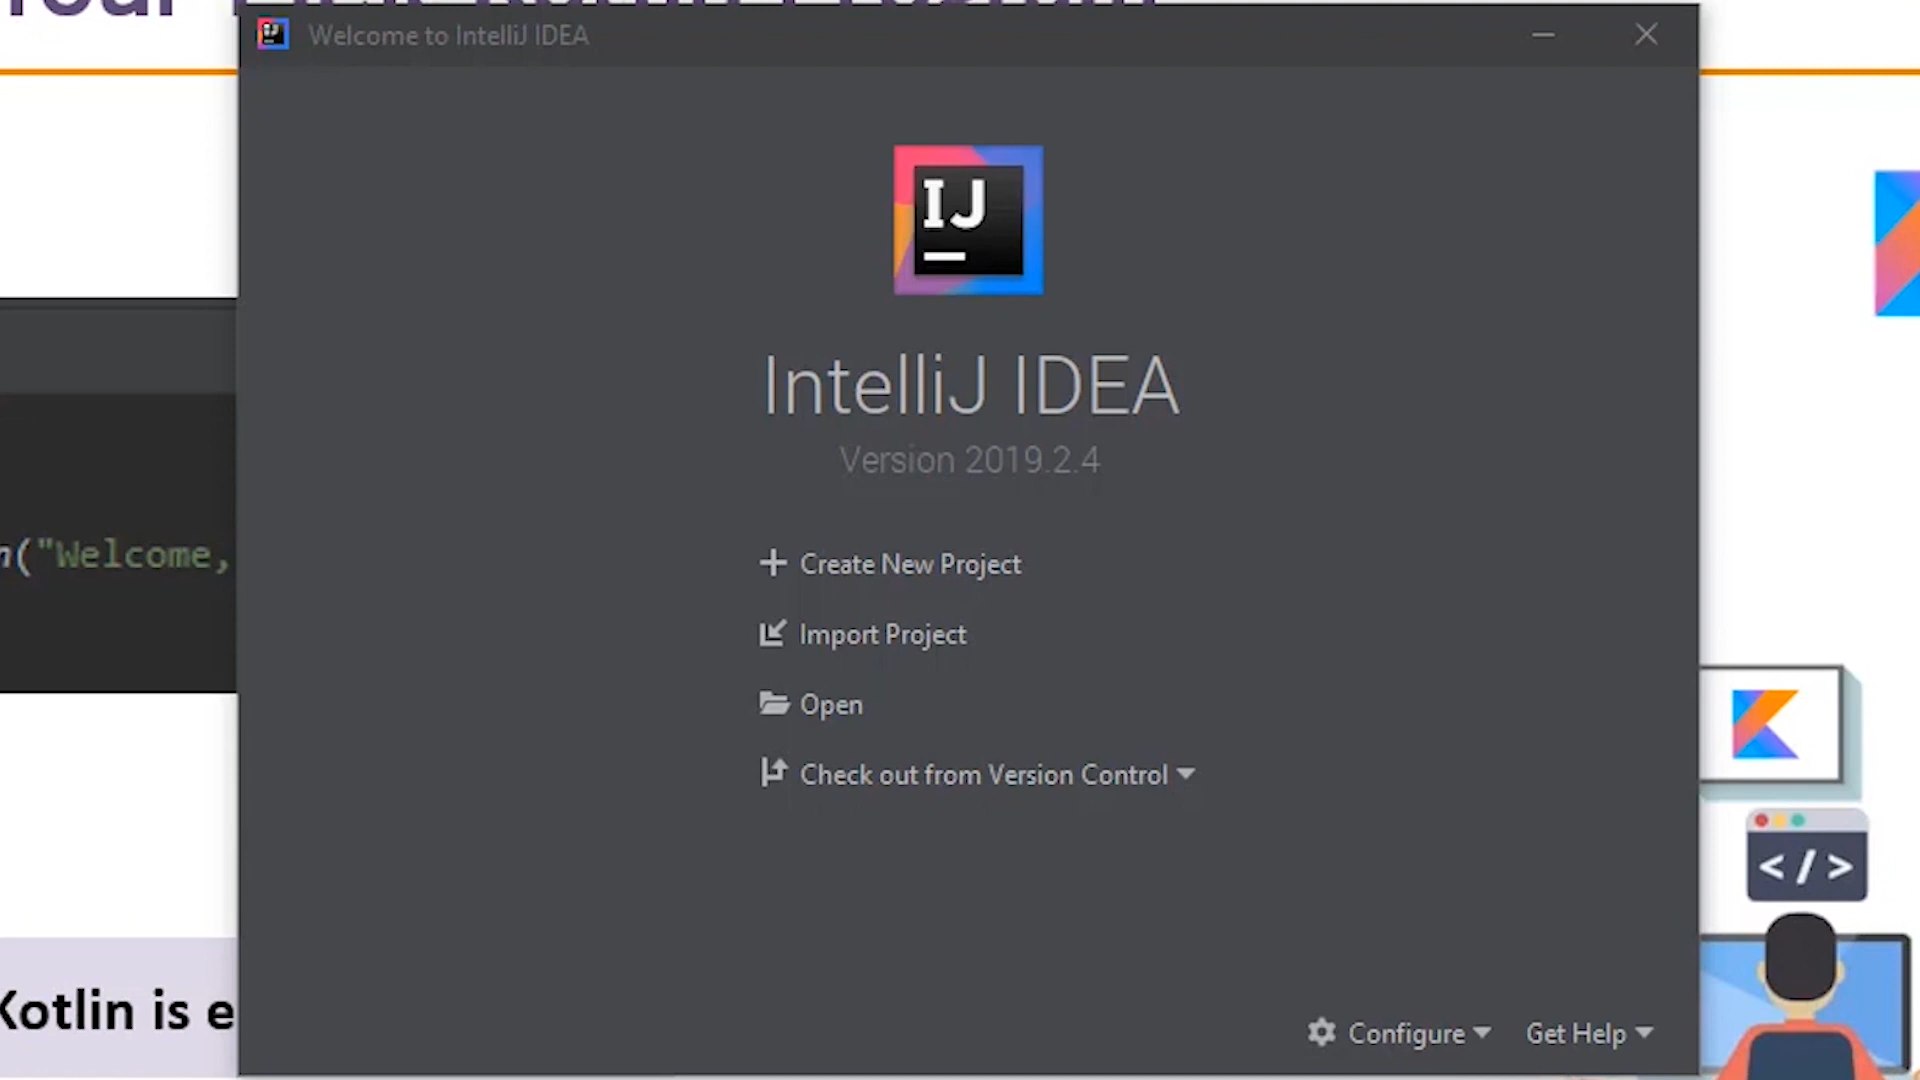 Welcome to IntelliJ IDEA
IJ
IntelliJ IDEA
Version 2019.2.4
Create New Project
Import Project
Open
Check out from Version Control
n("Welcome,
</>
Kotlin is e
Configure
Get Help